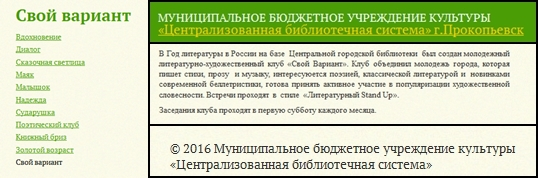 Свой вариант
Вдохновение
Диалог
Сказочная светлица
Маяк
Малышок
Надежда
Сударушка
Поэтический клуб
Книжный бриз
Золотой возраст
Свой вариант
МУНИЦИПАЛЬНОЕ БЮДЖЕТНОЕ УЧРЕЖДЕНИЕ КУЛЬТУРЫ
«Централизованная библиотечная система» г.Прокопьевск
В Год литературы в России на базе Центральной городской библиотеки был создан молодежный
литературно-художественный клуб «Свой Вариант». Клуб объединил молодежь города, которая
пишет стихи, прозу и музыку, интересуется поэзией, классической литературой и новинками
современной беллетристики, готова принять активное участие в популяризации художественной
словесности. Встречи проходят в стиле «Литературный Stand Up».
Заседания клуба проходят в первую субботу каждого месяца.
© 2016 Муниципальное бюджетное учреждение культуры
«Централизованная библиотечная система»